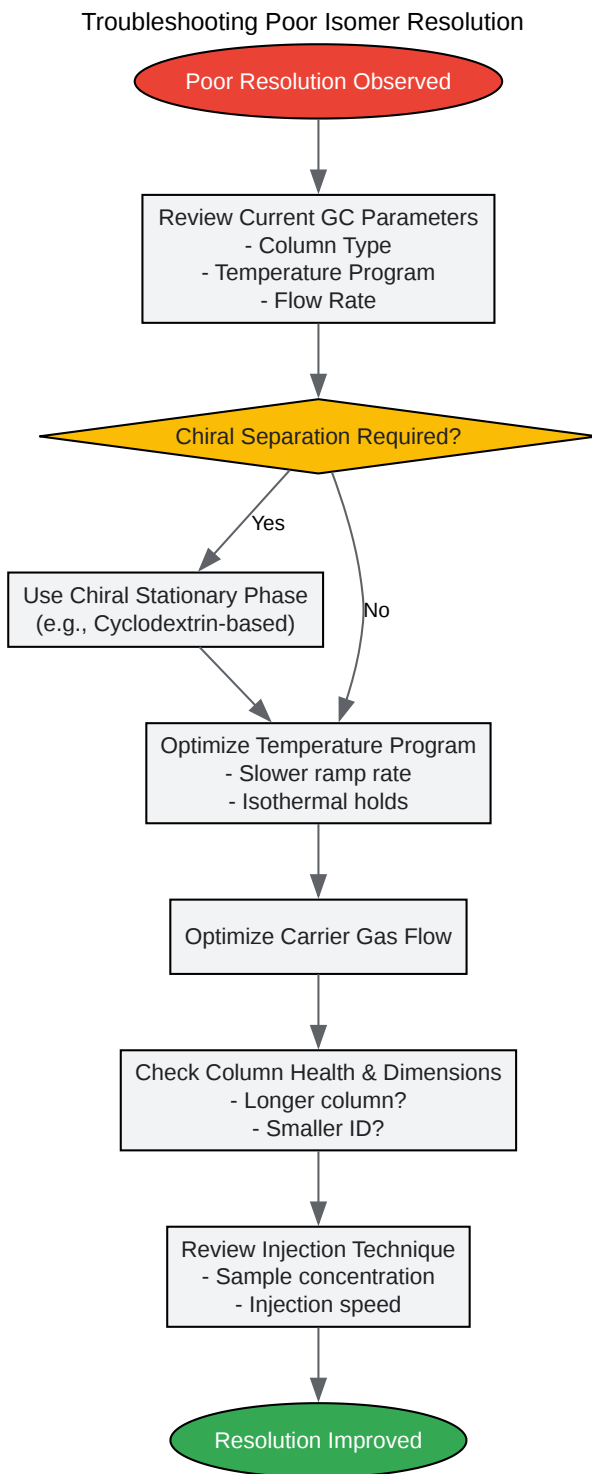 Troubleshooting Poor Isomer Resolution
Poor Resolution Observed
Review Current GC Parameters
- Column Type
- Temperature Program
- Flow Rate
Chiral Separation Required?
Yes
Use Chiral Stationary Phase
(e.g., Cyclodextrin-based)
No
Optimize Temperature Program
- Slower ramp rate
- Isothermal holds
Optimize Carrier Gas Flow
Check Column Health & Dimensions
- Longer column?
- Smaller ID?
Review Injection Technique
- Sample concentration
- Injection speed
Resolution Improved